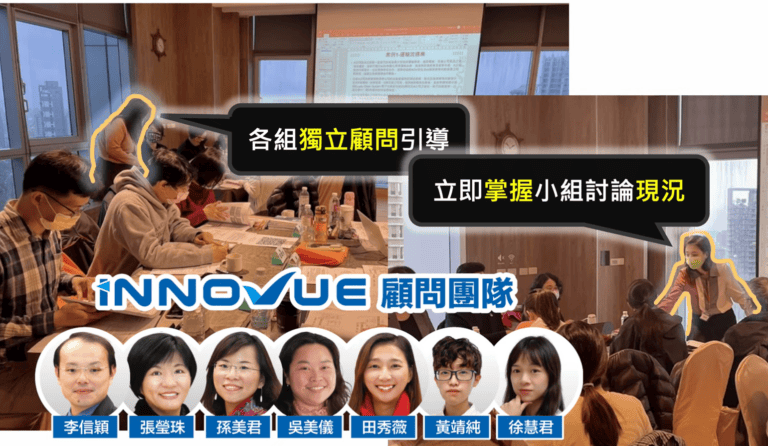 各組獨立顧問引導
立即掌握小組討論現況
INNOVUE 顧問團隊
李信穎
張瑩珠
孫美君
吳美儀
田秀薇
黃靖純
徐慧君